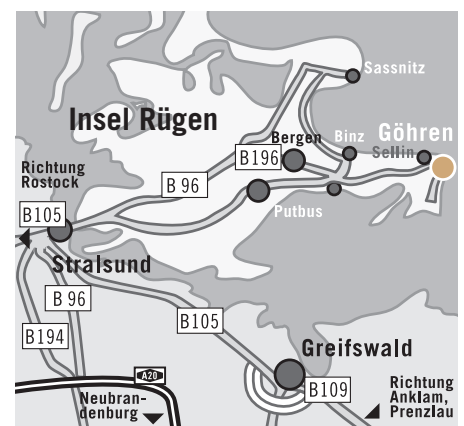 Sassnitz
Insel Rügen
Göhren
Binz
Bergen
Sellin
B196
Richtung
Rostock
B 96
B105
Putbus
Stralsund
B 96
B105
B194
Greifswald
A20
B109
Neubran-
denburg
Richtung
Anklam,
Prenzlau